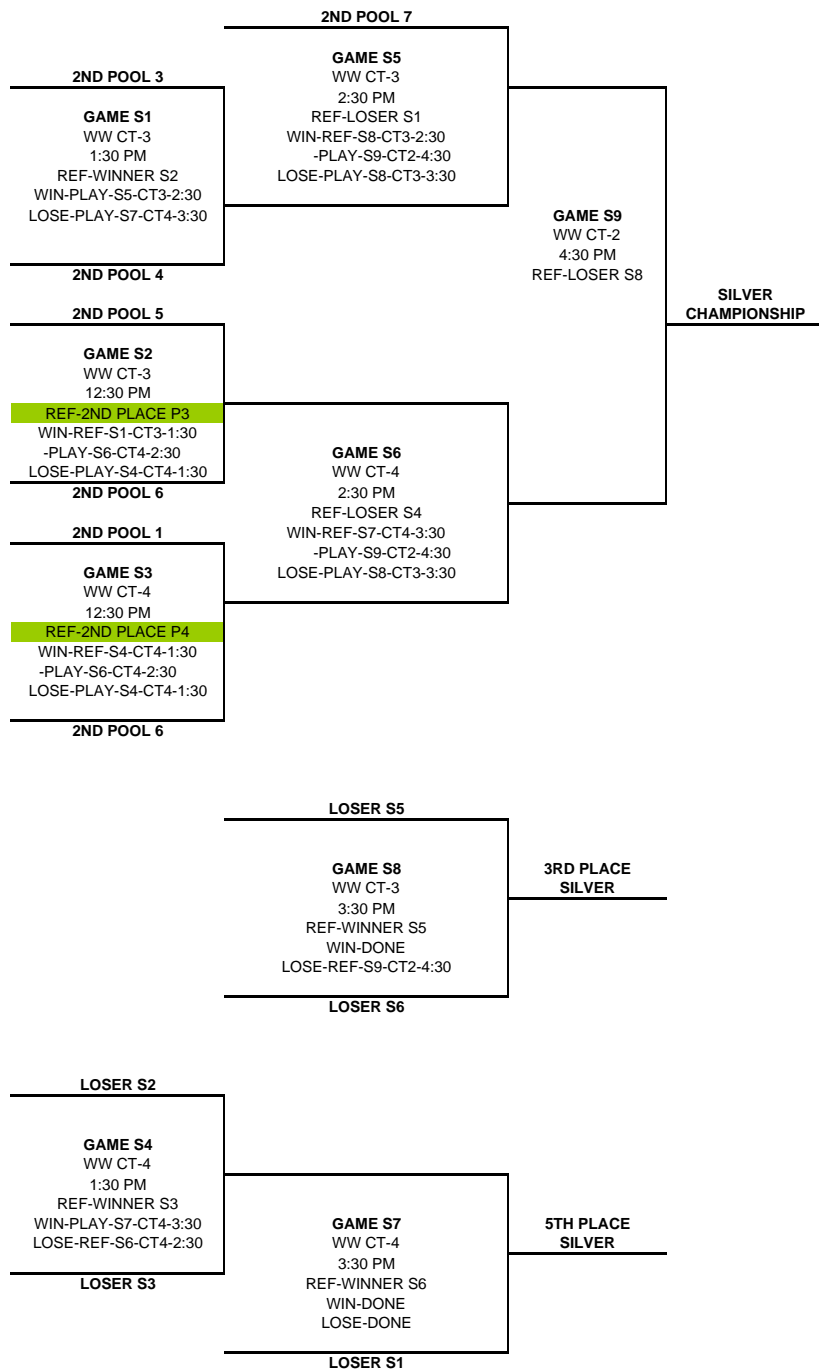 2ND POOL 7
GAME S5
WW CT-3
2:30 PM
REF-LOSER S1
WIN-REF-S8-CT3-2:30
-PLAY-S9-CT2-4:30
LOSE-PLAY-S8-CT3-3:30
2ND POOL 3
GAME S1
WW CT-3
1:30 PM
REF-WINNER S2
WIN-PLAY-S5-CT3-2:30
LOSE-PLAY-S7-CT4-3:30
2ND POOL 4
GAME S9
WW CT-2
4:30 PM
REF-LOSER S8
SILVER
CHAMPIONSHIP
2ND POOL 5
GAME S2
WW CT-3
12:30 PM
REF-2ND PLACE P3
WIN-REF-S1-CT3-1:30
-PLAY-S6-CT4-2:30
LOSE-PLAY-S4-CT4-1:30
2ND POOL 6
GAME S6
WW CT-4
2:30 PM
REF-LOSER S4
WIN-REF-S7-CT4-3:30
-PLAY-S9-CT2-4:30
LOSE-PLAY-S8-CT3-3:30
2ND POOL 1
GAME S3
WW CT-4
12:30 PM
REF-2ND PLACE P4
WIN-REF-S4-CT4-1:30
-PLAY-S6-CT4-2:30
LOSE-PLAY-S4-CT4-1:30
2ND POOL 6
LOSER S5
GAME S8
WW CT-3
3:30 PM
REF-WINNER S5
WIN-DONE
LOSE-REF-S9-CT2-4:30
LOSER S6
3RD PLACE
SILVER
LOSER S2
GAME S4
WW CT-4
1:30 PM
REF-WINNER S3
WIN-PLAY-S7-CT4-3:30
LOSE-REF-S6-CT4-2:30
LOSER S3
GAME S7
WW CT-4
3:30 PM
REF-WINNER S6
WIN-DONE
LOSE-DONE
LOSER S1
5TH PLACE
SILVER